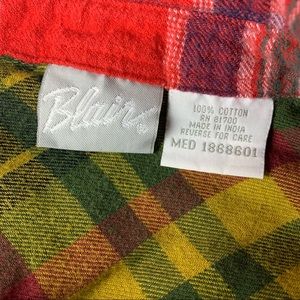 Blair
100% COTTON
RN 81700
MADE IN INDIA
REVERSE FOR CARE
MED 1868601